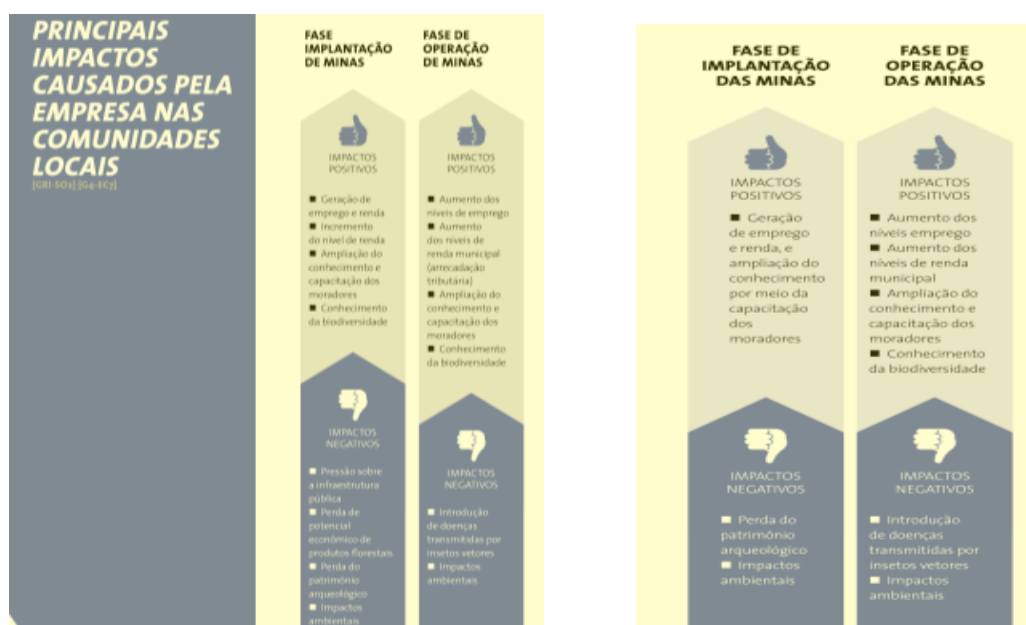 PRINCIPAIS
IMPACTOS
CAUSADOS PELA
EMPRESA NAS
COMUNIDADES
LOCAIS
[GRI-SO2] [G4-EC7]
FASE
IMPLANTAÇÃO
DE MINAS
IMPACTOS
POSITIVOS
■ Geração de
emprego e renda
■ Incremento
do nível de renda
■ Ampliação do
conhecimento e
capacitação dos
moradores
■ Conhecimento
da biodiversidade
IMPACTOS
NEGATIVOS
■ Pressão sobre
a infraestrutura
pública
■ Perda de
potencial
econômico de
produtos florestais
■ Perda do
patrimônio
arqueológico
■ Impactos
ambientais
FASE DE
OPERAÇÃO
DE MINAS
IMPACTOS
POSITIVOS
■ Aumento dos
níveis de emprego
■ Aumento
dos níveis de
renda municipal
(arrecadação
tributária)
■ Ampliação do
conhecimento e
capacitação dos
moradores
■ Conhecimento
da biodiversidade
IMPACTOS
NEGATIVOS
■ Introdução
de doenças
transmitidas por
insetos vetores
■ Impactos
ambientais
FASE DE
IMPLANTAÇÃO
DAS MINAS
IMPACTOS
POSITIVOS
■ Geração
de emprego
e renda, e
ampliação do
conhecimento
por meio da
capacitação
dos
moradores
IMPACTOS
NEGATIVOS
■ Perda do
patrimônio
arqueológico
■ Impactos
ambientais
FASE DE
OPERAÇÃO
DAS MINAS
IMPACTOS
POSITIVOS
■ Aumento dos
níveis emprego
■ Aumento dos
níveis de renda
municipal
■ Ampliação do
conhecimento e
capacitação dos
moradores
■ Conhecimento
da biodiversidade
IMPACTOS
NEGATIVOS
■ Introdução
de doenças
transmitidas por
insetos vetores
■ Impactos
ambientais